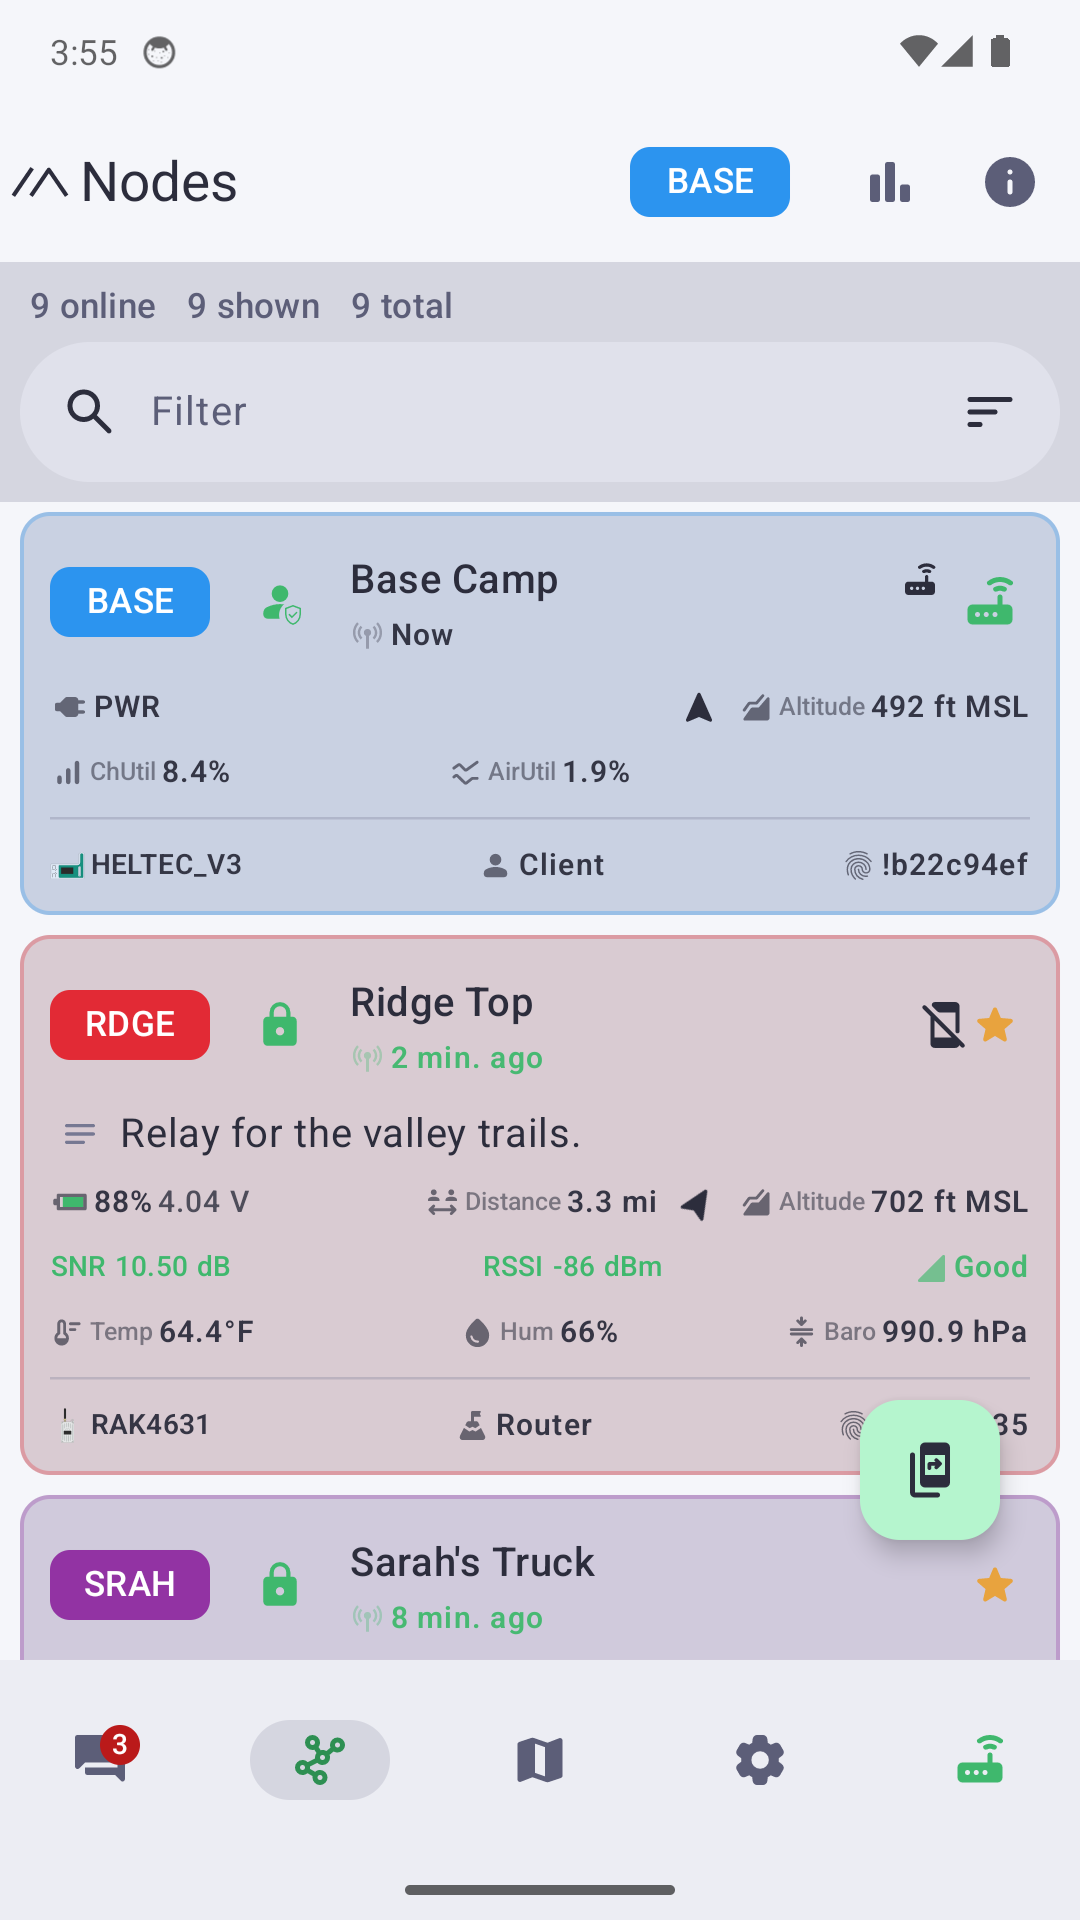 3:55
Nodes
BASE
9 online 9 shown 9 total
Filter
BASE
Base Camp
Now
PWR
Altitude 492 ft MSL
ChUtil 8.4%
AirUtil 1.9%
HELTEC_V3
Client
!b22c94ef
RDGE
Ridge Top
2 min. ago
Relay for the valley trails.
88% 4.04 V
Distance 3.3 mi
Altitude 702 ft MSL
SNR 10.50 dB
RSSI -86 dBm
Good
Temp 64.4°F
Hum 66%
Baro 990.9 hPa
RAK4631
Router
35
SRAH
Sarah's Truck
8 min. ago
3